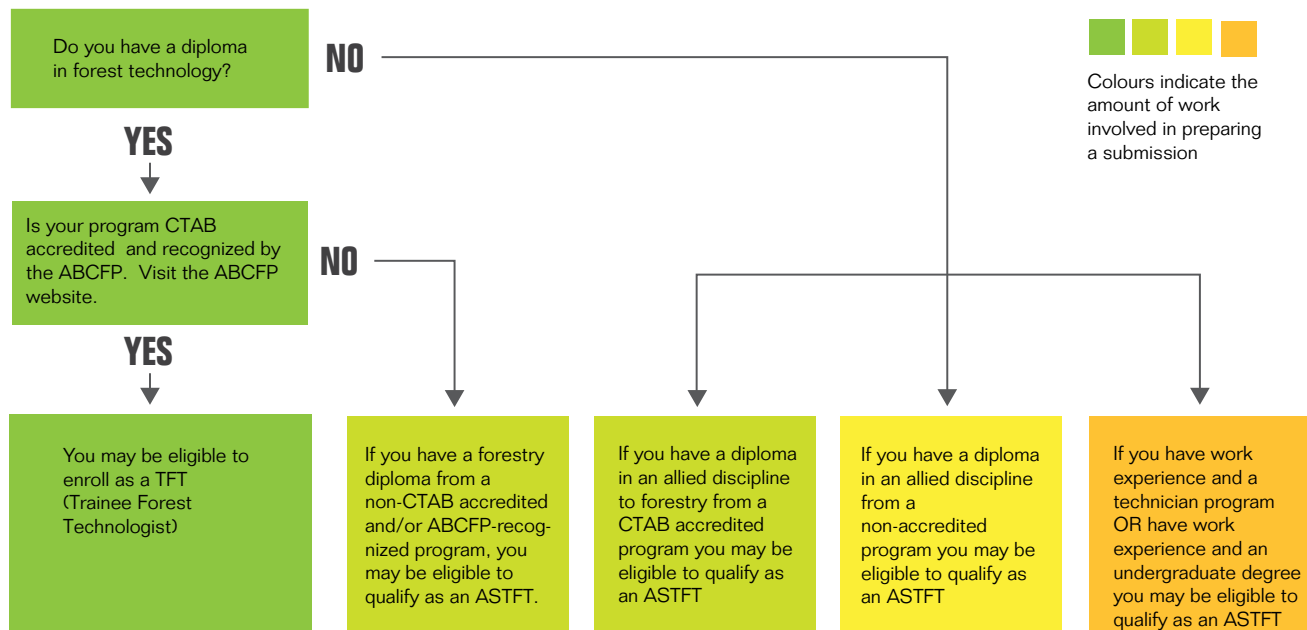 Do you have a diploma
in forest technology?
NO
Colours indicate the
amount of work
involved in preparing
a submission
YES
Is your program CTAB
accredited and recognized by
the ABCFP. Visit the ABCFP
website.
NO
YES
You may be eligible to
enroll as a TFT
(Trainee Forest
Technologist)
If you have a forestry
diploma from a
non-CTAB accredited
and/or ABCFP-recog-
nized program, you
may be eligible to
qualify as an ASTFT.
If you have a diploma
in an allied discipline
to forestry from a
CTAB accredited
program you may be
eligible to qualify as
an ASTFT
If you have a diploma
in an allied discipline
from a
non-accredited
program you may be
eligible to qualify as
an ASTFT
If you have work
experience and a
technician program
OR have work
experience and an
undergraduate degree
you may be eligible to
qualify as an ASTFT